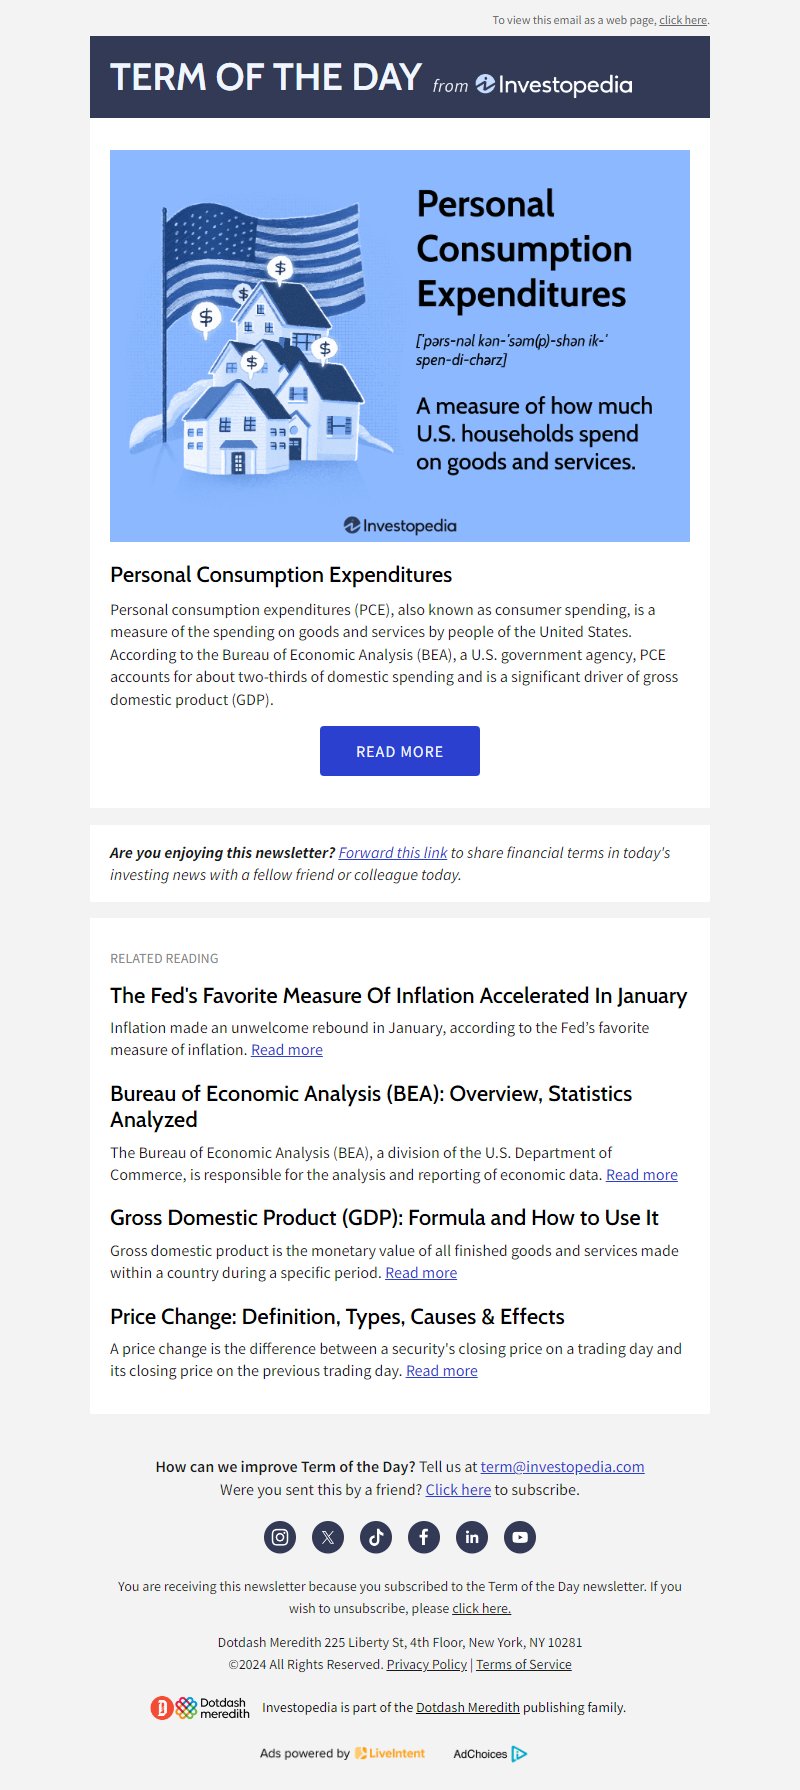 To view this email as a web page, click here.
TERM OF THE DAY from Investopedia
Personal
Consumption
Expenditures
['pərs-nəl kən-'səm(p)-shən ik-'
spen-di-chərz]
A measure of how much
U.S. households spend
on goods and services.
$
$
$
$
$
Investopedia
Personal Consumption Expenditures
Personal consumption expenditures (PCE), also known as consumer spending, is a
measure of the spending on goods and services by people of the United States.
According to the Bureau of Economic Analysis (BEA), a U.S. government agency, PCE
accounts for about two-thirds of domestic spending and is a significant driver of gross
domestic product (GDP).
READ MORE
Are you enjoying this newsletter? Forward this link to share financial terms in today's
investing news with a fellow friend or colleague today.
RELATED READING
The Fed's Favorite Measure Of Inflation Accelerated In January
Inflation made an unwelcome rebound in January, according to the Fed’s favorite
measure of inflation. Read more
Bureau of Economic Analysis (BEA): Overview, Statistics
Analyzed
The Bureau of Economic Analysis (BEA), a division of the U.S. Department of
Commerce, is responsible for the analysis and reporting of economic data. Read more
Gross Domestic Product (GDP): Formula and How to Use It
Gross domestic product is the monetary value of all finished goods and services made
within a country during a specific period. Read more
Price Change: Definition, Types, Causes & Effects
A price change is the difference between a security's closing price on a trading day and
its closing price on the previous trading day. Read more
How can we improve Term of the Day? Tell us at term@investopedia.com
Were you sent this by a friend? Click here to subscribe.
You are receiving this newsletter because you subscribed to the Term of the Day newsletter. If you
wish to unsubscribe, please click here.
Dotdash Meredith 225 Liberty St, 4th Floor, New York, NY 10281
©2024 All Rights Reserved. Privacy Policy | Terms of Service
Dotdash
meredith
Investopedia is part of the Dotdash Meredith publishing family.
Ads powered by LiveIntent
AdChoices